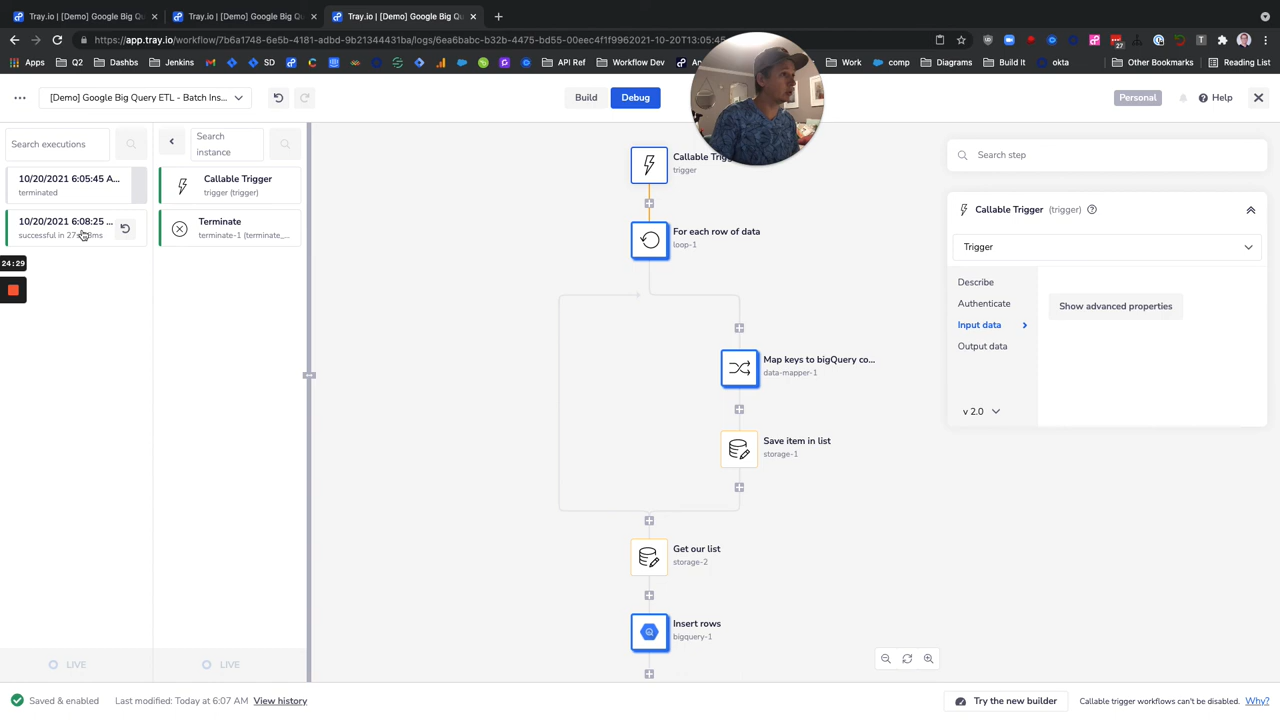 Tray.io | [Demo] Google Big Qu
Tray.io | [Demo] Google Big Qu
Tray.io | [Demo] Google Big Qu
https://app.tray.io/workflow/7b6a1748-6e5b-4181-adbd-9b21344431ba/logs/6ea6babc-b32b-4475-bd55-00eec4f1f996/2021-10-20T13:05:45
27
Apps
Q2
Dashbs
Jenkins
SD
API Ref
Workflow Dev
Work
comp
Diagrams
Build It
okta
Other Bookmarks
Reading List
[Demo] Google Big Query ETL - Batch Ins...
Build
Debug
Personal
Help
Search executions
Search instance
10/20/2021 6:05:45 A...
terminated
10/20/2021 6:08:25 ...
successful in
Callable Trigger
trigger (trigger)
Terminate
terminate-1 (terminate_...
24:29
LIVE
LIVE
Callable
trigger
For each row of data
loop-1
Map keys to bigQuery co...
data-mapper-1
Save item in list
storage-1
Get our list
storage-2
Insert rows
bigquery-1
Search step
Callable Trigger (trigger)
Trigger
Describe
Authenticate
Input data
Output data
Show advanced properties
v 2.0
Saved & enabled
Last modified: Today at 6:07 AM
View history
Try the new builder
Callable trigger workflows can't be disabled.
Why?